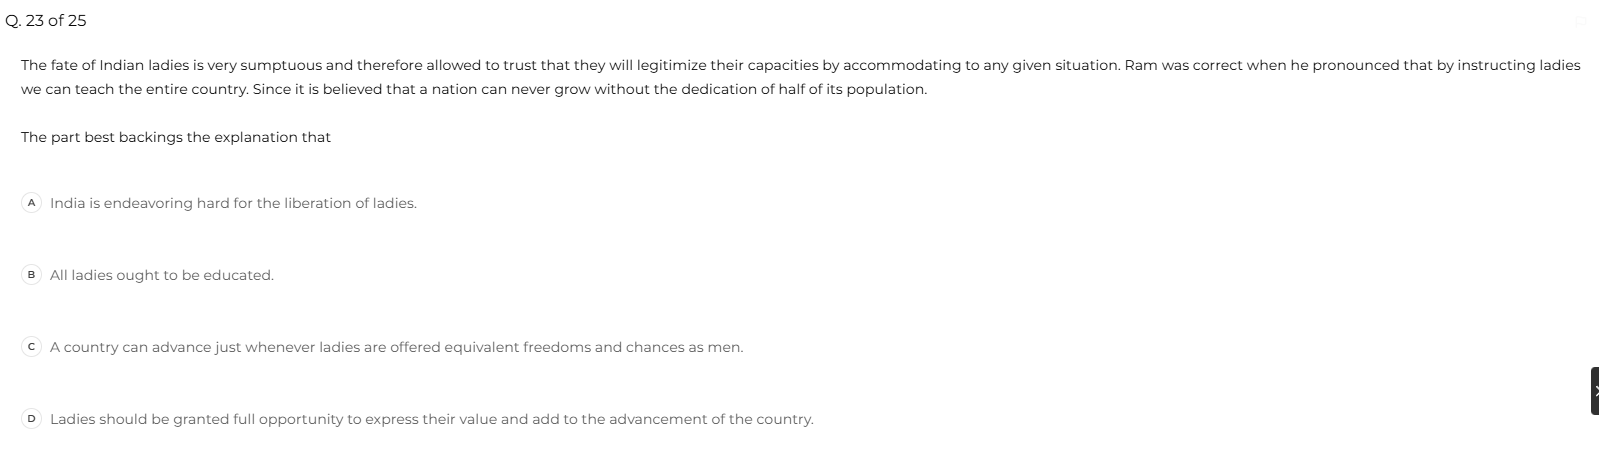 Q. 23 of 25
The fate of Indian ladies is very sumptuous and therefore allowed to trust that they will legitimize their capacities by accommodating to any given situation. Ram was correct when he pronounced that by instructing ladies
we can teach the entire country. Since it is believed that a nation can never grow without the dedication of half of its population.
The part best backings the explanation that
A India is endeavoring hard for the liberation of ladies.
B All ladies ought to be educated.
C A country can advance just whenever ladies are offered equivalent freedoms and chances as men.
D Ladies should be granted full opportunity to express their value and add to the advancement of the country.